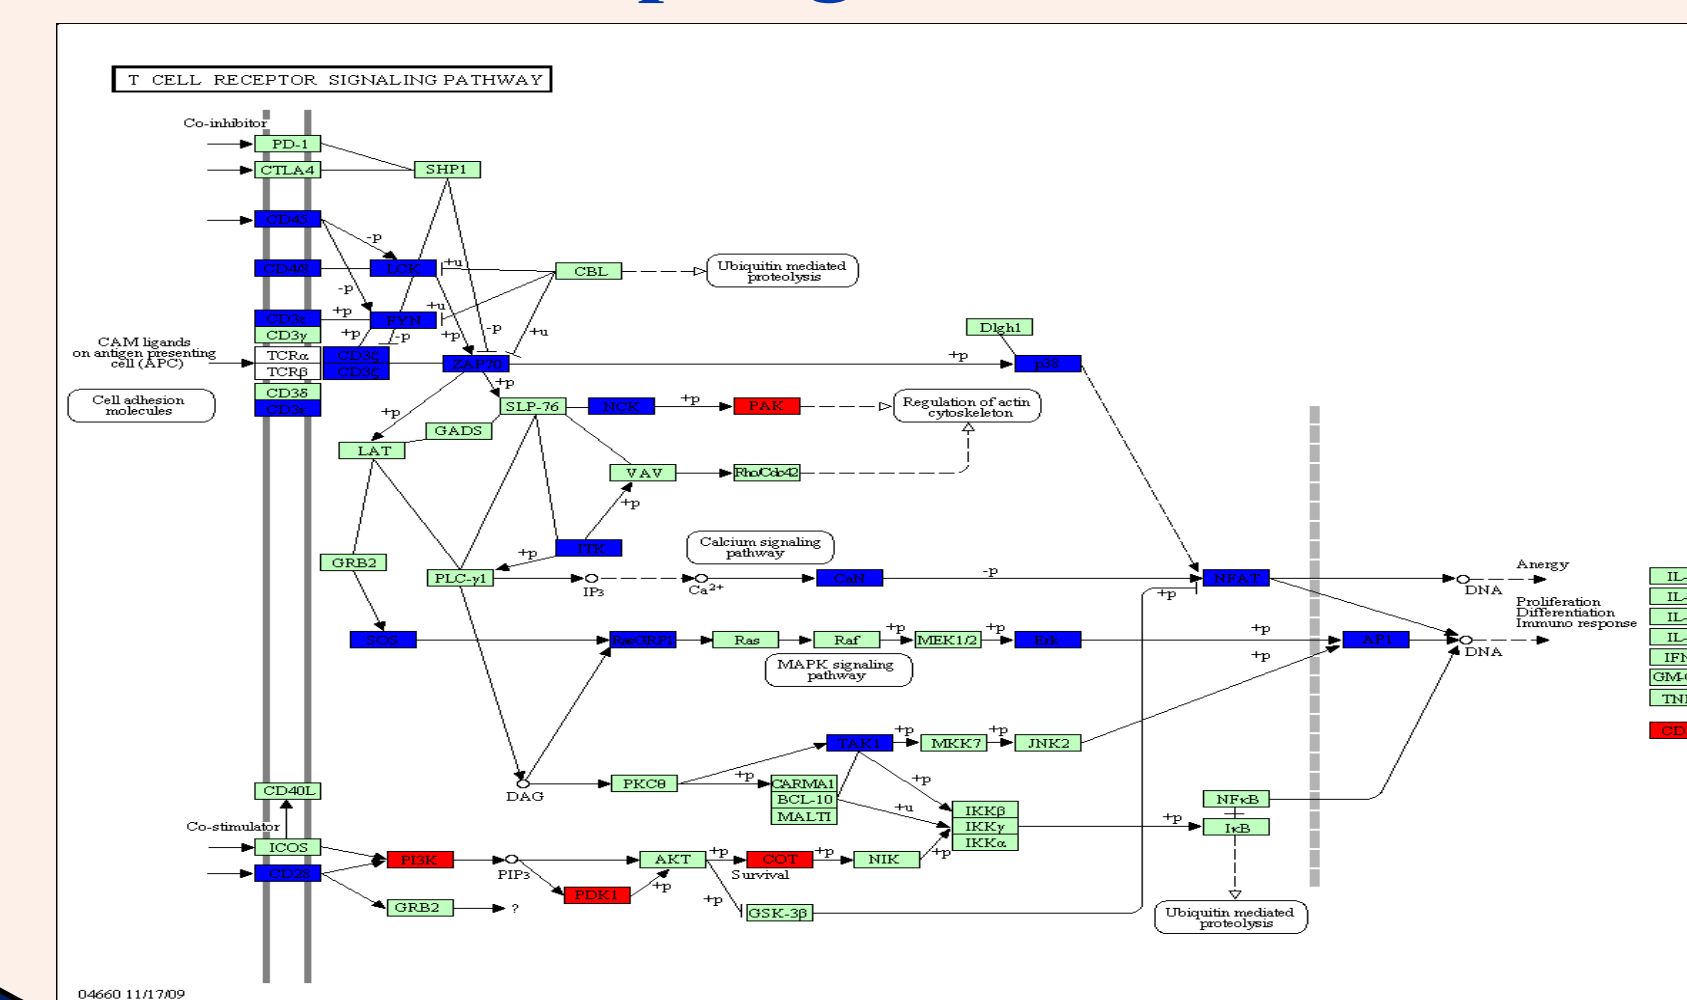 T CELL RECEPTOR SIGNALING PATHWAY
Co-inhibitor
PD-1
CTLA4
SHP1
CD45
-p
CD4/8
LCK
+u
CBL
Ubiquitin mediated
proteolysis
-p
+u
CD3ε
+p
FYN
CD3γ
+p
-p
+p
-p
+u
Dlgh1
CAM ligands
on antigen presenting
cell (APC)
TCRα
TCRβ
CD3ζ
CD3ζ
ZAP70
+p
p38
CD3δ
CD3ε
Cell adhesion
molecules
+p
+p
SLP-76
NCK
+p
PAK
Regulation of actin
cytoskeleton
GADS
LAT
VAV
Rho/Cdc42
+p
ITK
+p
Calcium signaling
pathway
GRB2
PLC-γ1
IP3
Ca2+
CaN
-p
NFAT
+p
DNA
Anergy
Proliferation
Differentiation
Immuno response
SOS
RasGRP1
Ras
Raf
+p
MEK1/2
+p
Erk
+p
AP1
DNA
+p
MAPK signaling
pathway
TAK1
+p
MKK7
+p
JNK2
DAG
PKCθ
+p
CARMA1
BCL-10
MALT1
+p
+u
IKKβ
IKKγ
IKKα
+p
NFκB
IκB
CD40L
Co-stimulator
ICOS
CD28
PI3K
PIP3
AKT
+p
COT
Survival
+p
NIK
+p
PDK1
+p
GRB2
?
+p
GSK-3β
Ubiquitin mediated
proteolysis
GM-
CD
04660 11/17/09